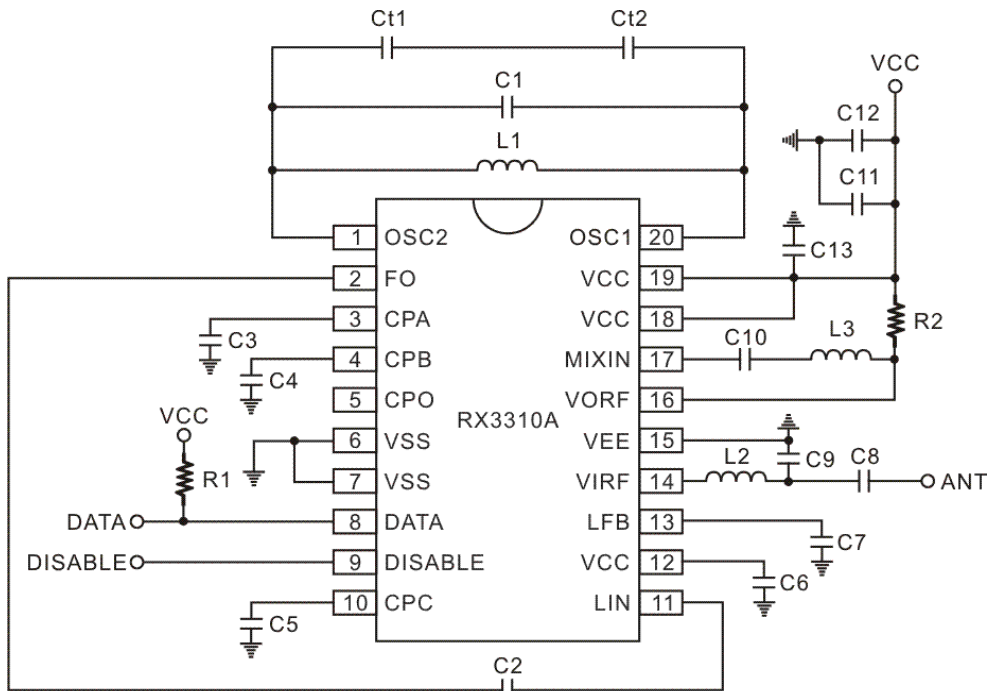 Ct1 Ct2
C1
L1
VCC
C12
C11
C13
1 OSC2 OSC1 20
2 FO VCC 19
3 CPA VCC 18
4 CPB MIXIN 17
5 CPO VORF 16
6 VSS VEE 15
7 VSS VIRF 14
8 DATA LFB 13
9 DISABLE VCC 12
10 CPC LIN 11
RX3310A
C3
C4
VCC
R1
DATA
DISABLE
C5
C2
C10
L3
R2
L2
C9
C8
ANT
C7
C6